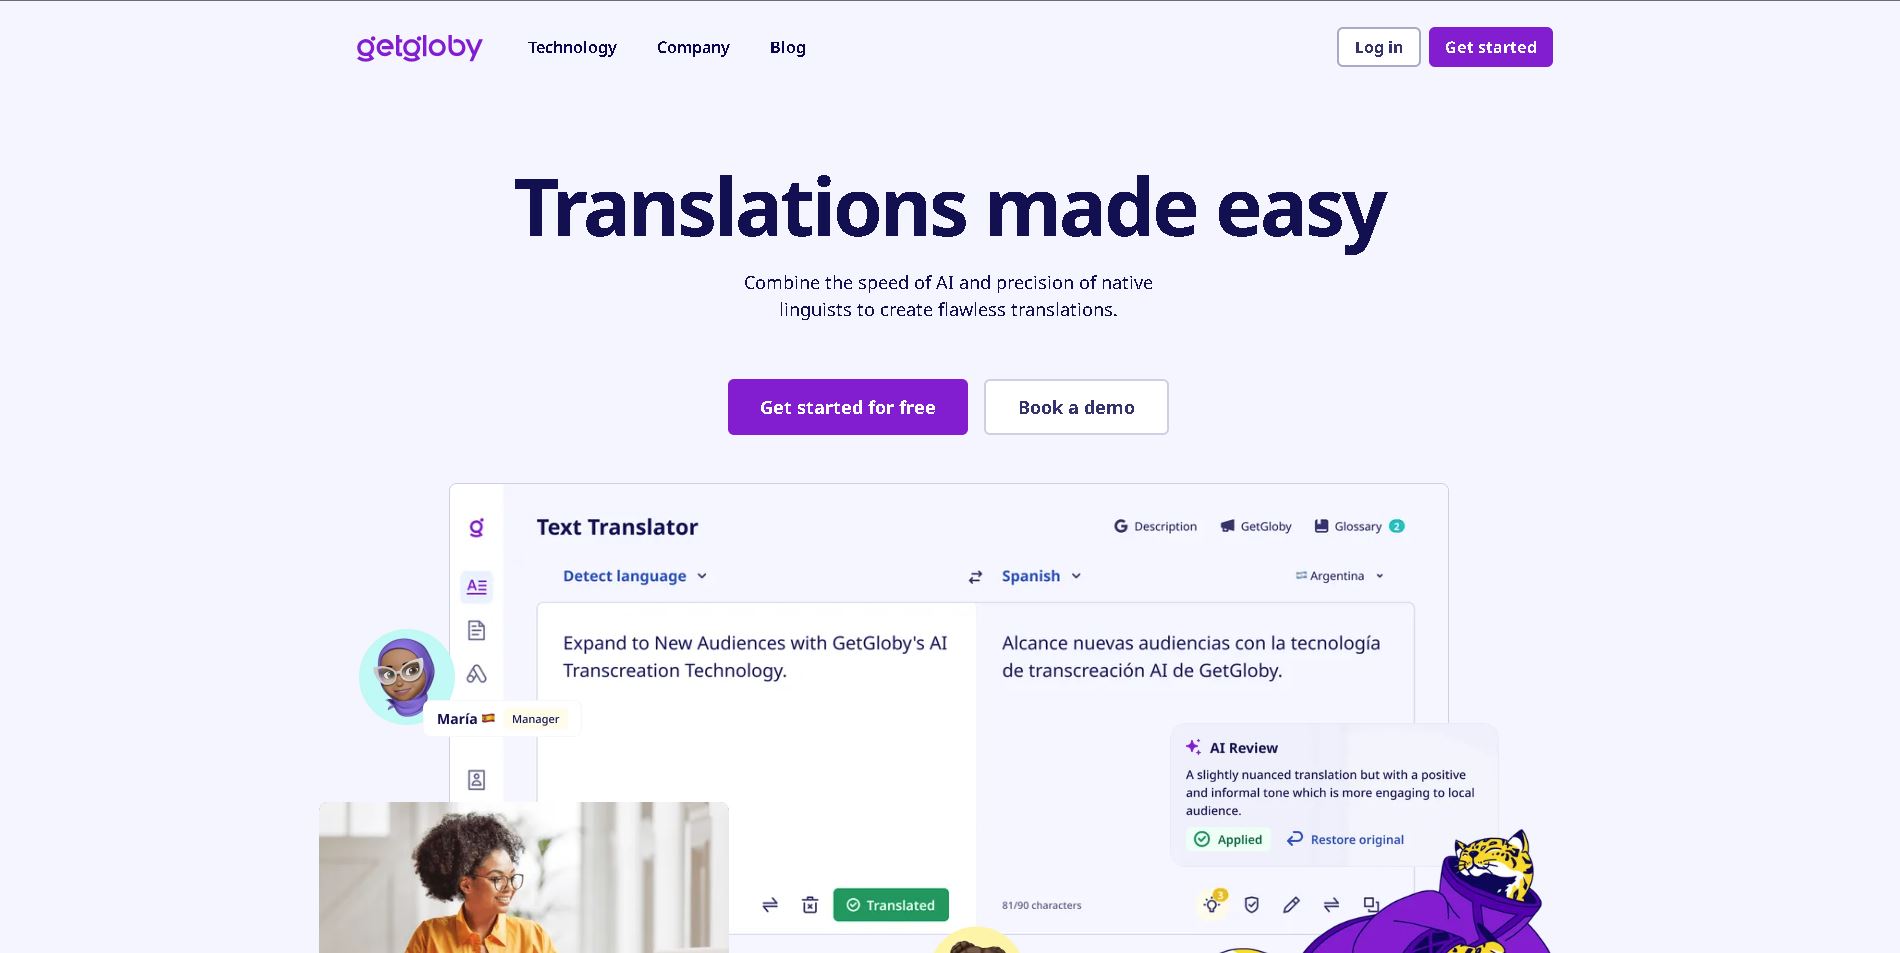 getgloby
Technology
Company
Blog
Log in
Get started
Translations made easy
Combine the speed of AI and precision of native
linguists to create flawless translations.
Get started for free
Book a demo
g
Text Translator
G Description
GetGloby
Glossary 2
Detect language
Spanish
Argentina
Expand to New Audiences with GetGloby's AI
Transcreation Technology.
Alcance nuevas audiencias con la tecnología
de transcreación AI de GetGloby.
María
Manager
AI Review
A slightly nuanced translation but with a positive
and informal tone which is more engaging to local
audience.
Applied
Restore original
Translated
81/90 characters
3